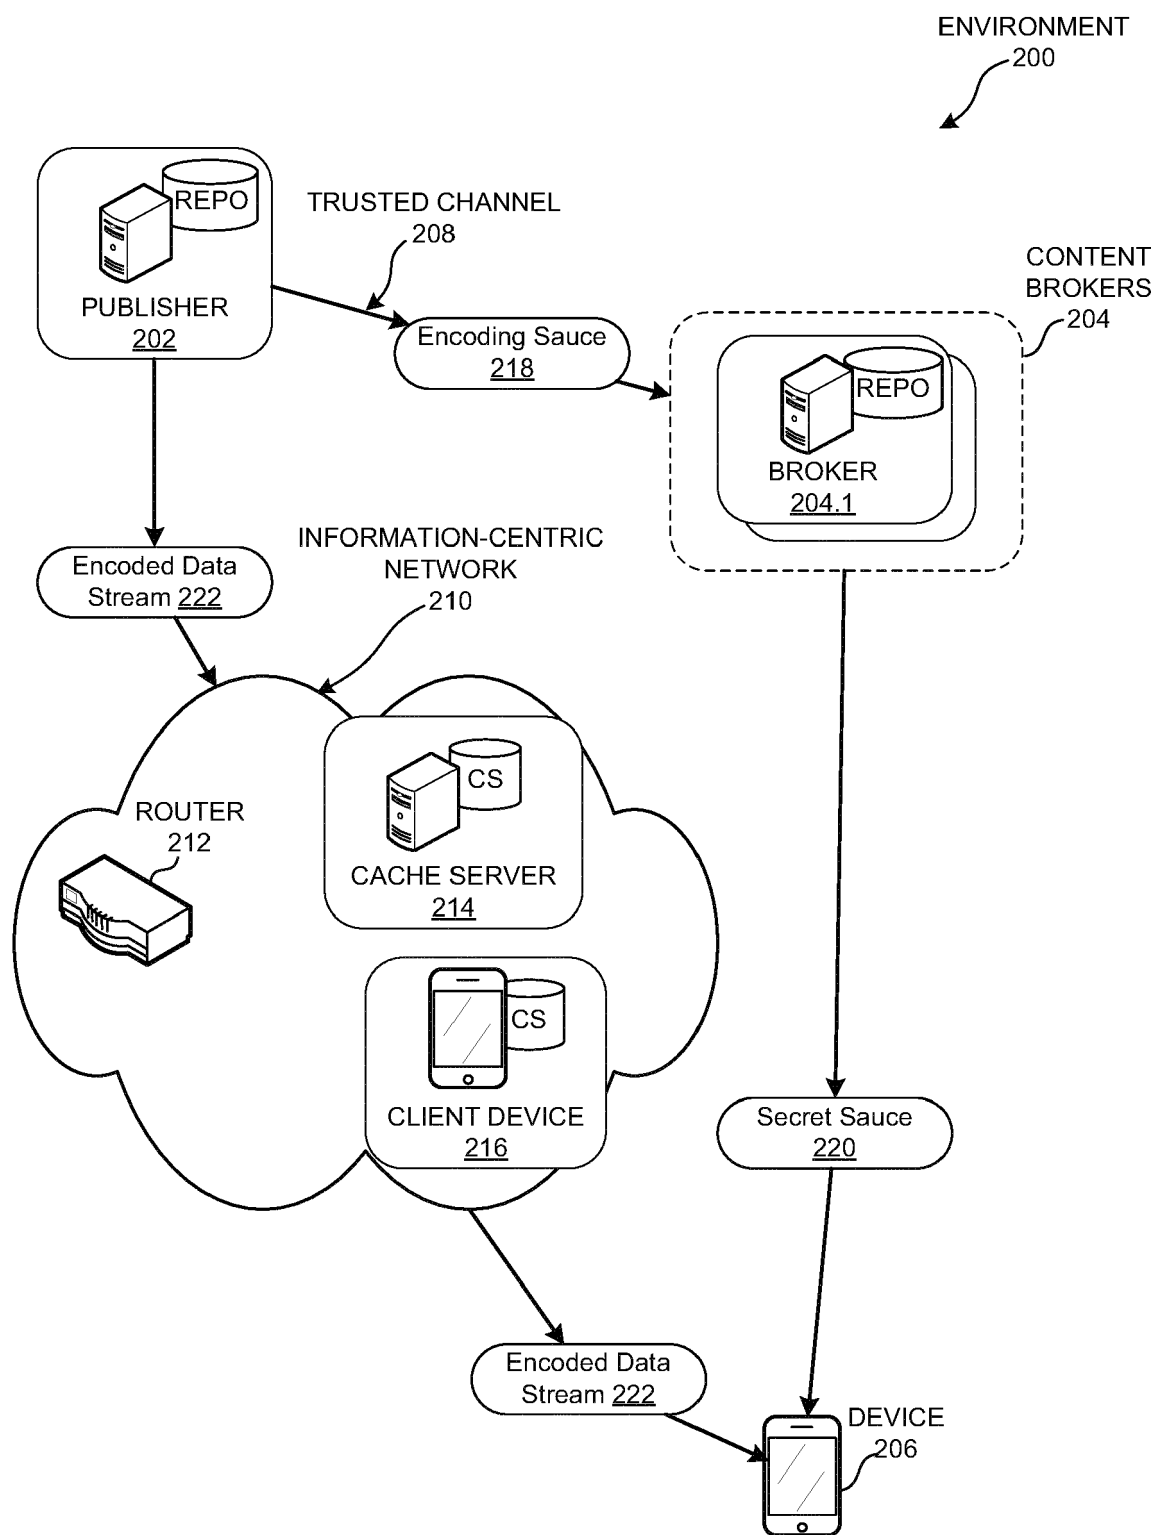 ENVIRONMENT
200
REPO
PUBLISHER
202
TRUSTED CHANNEL
208
Encoding Sauce
218
CONTENT
BROKERS
204
REPO
BROKER
204.1
Encoded Data
Stream 222
INFORMATION-CENTRIC
NETWORK
210
ROUTER
212
CS
CACHE SERVER
214
CS
CLIENT DEVICE
216
Secret Sauce
220
Encoded Data
Stream 222
DEVICE
206